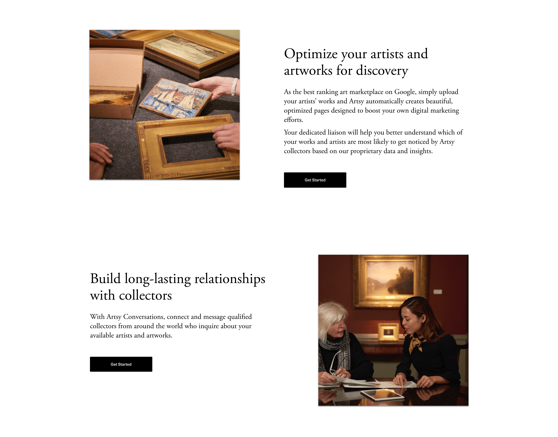 Optimize your artists and
artworks for discovery
As the best ranking art marketplace on Google, simply upload
your artists' works and Artsy automatically creates beautiful,
optimized pages designed to boost your own digital marketing
efforts.
Your dedicated liaison will help you better understand which of
your works and artists are most likely to get noticed by Artsy
collectors based on our proprietary data and insights.
Get Started
Build long-lasting relationships
with collectors
With Artsy Conversations, connect and message qualified
collectors from around the world who inquire about your
available artists and artworks.
Get Started